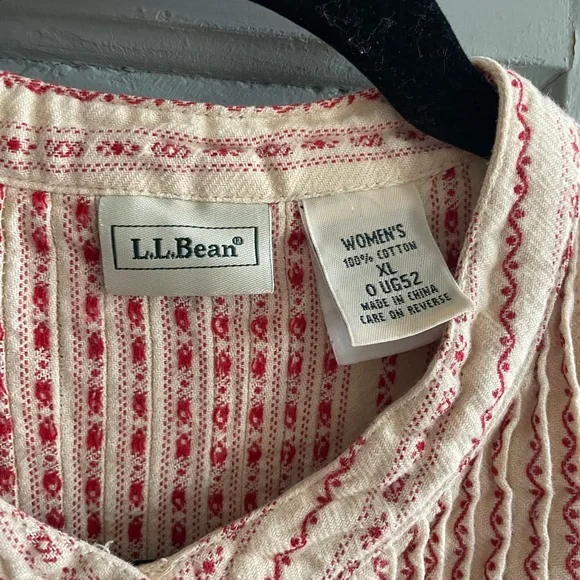 L.L.Bean®
WOMEN'S
100% COTTON
XL
0 UG52
MADE IN CHINA
CARE ON REVERSE